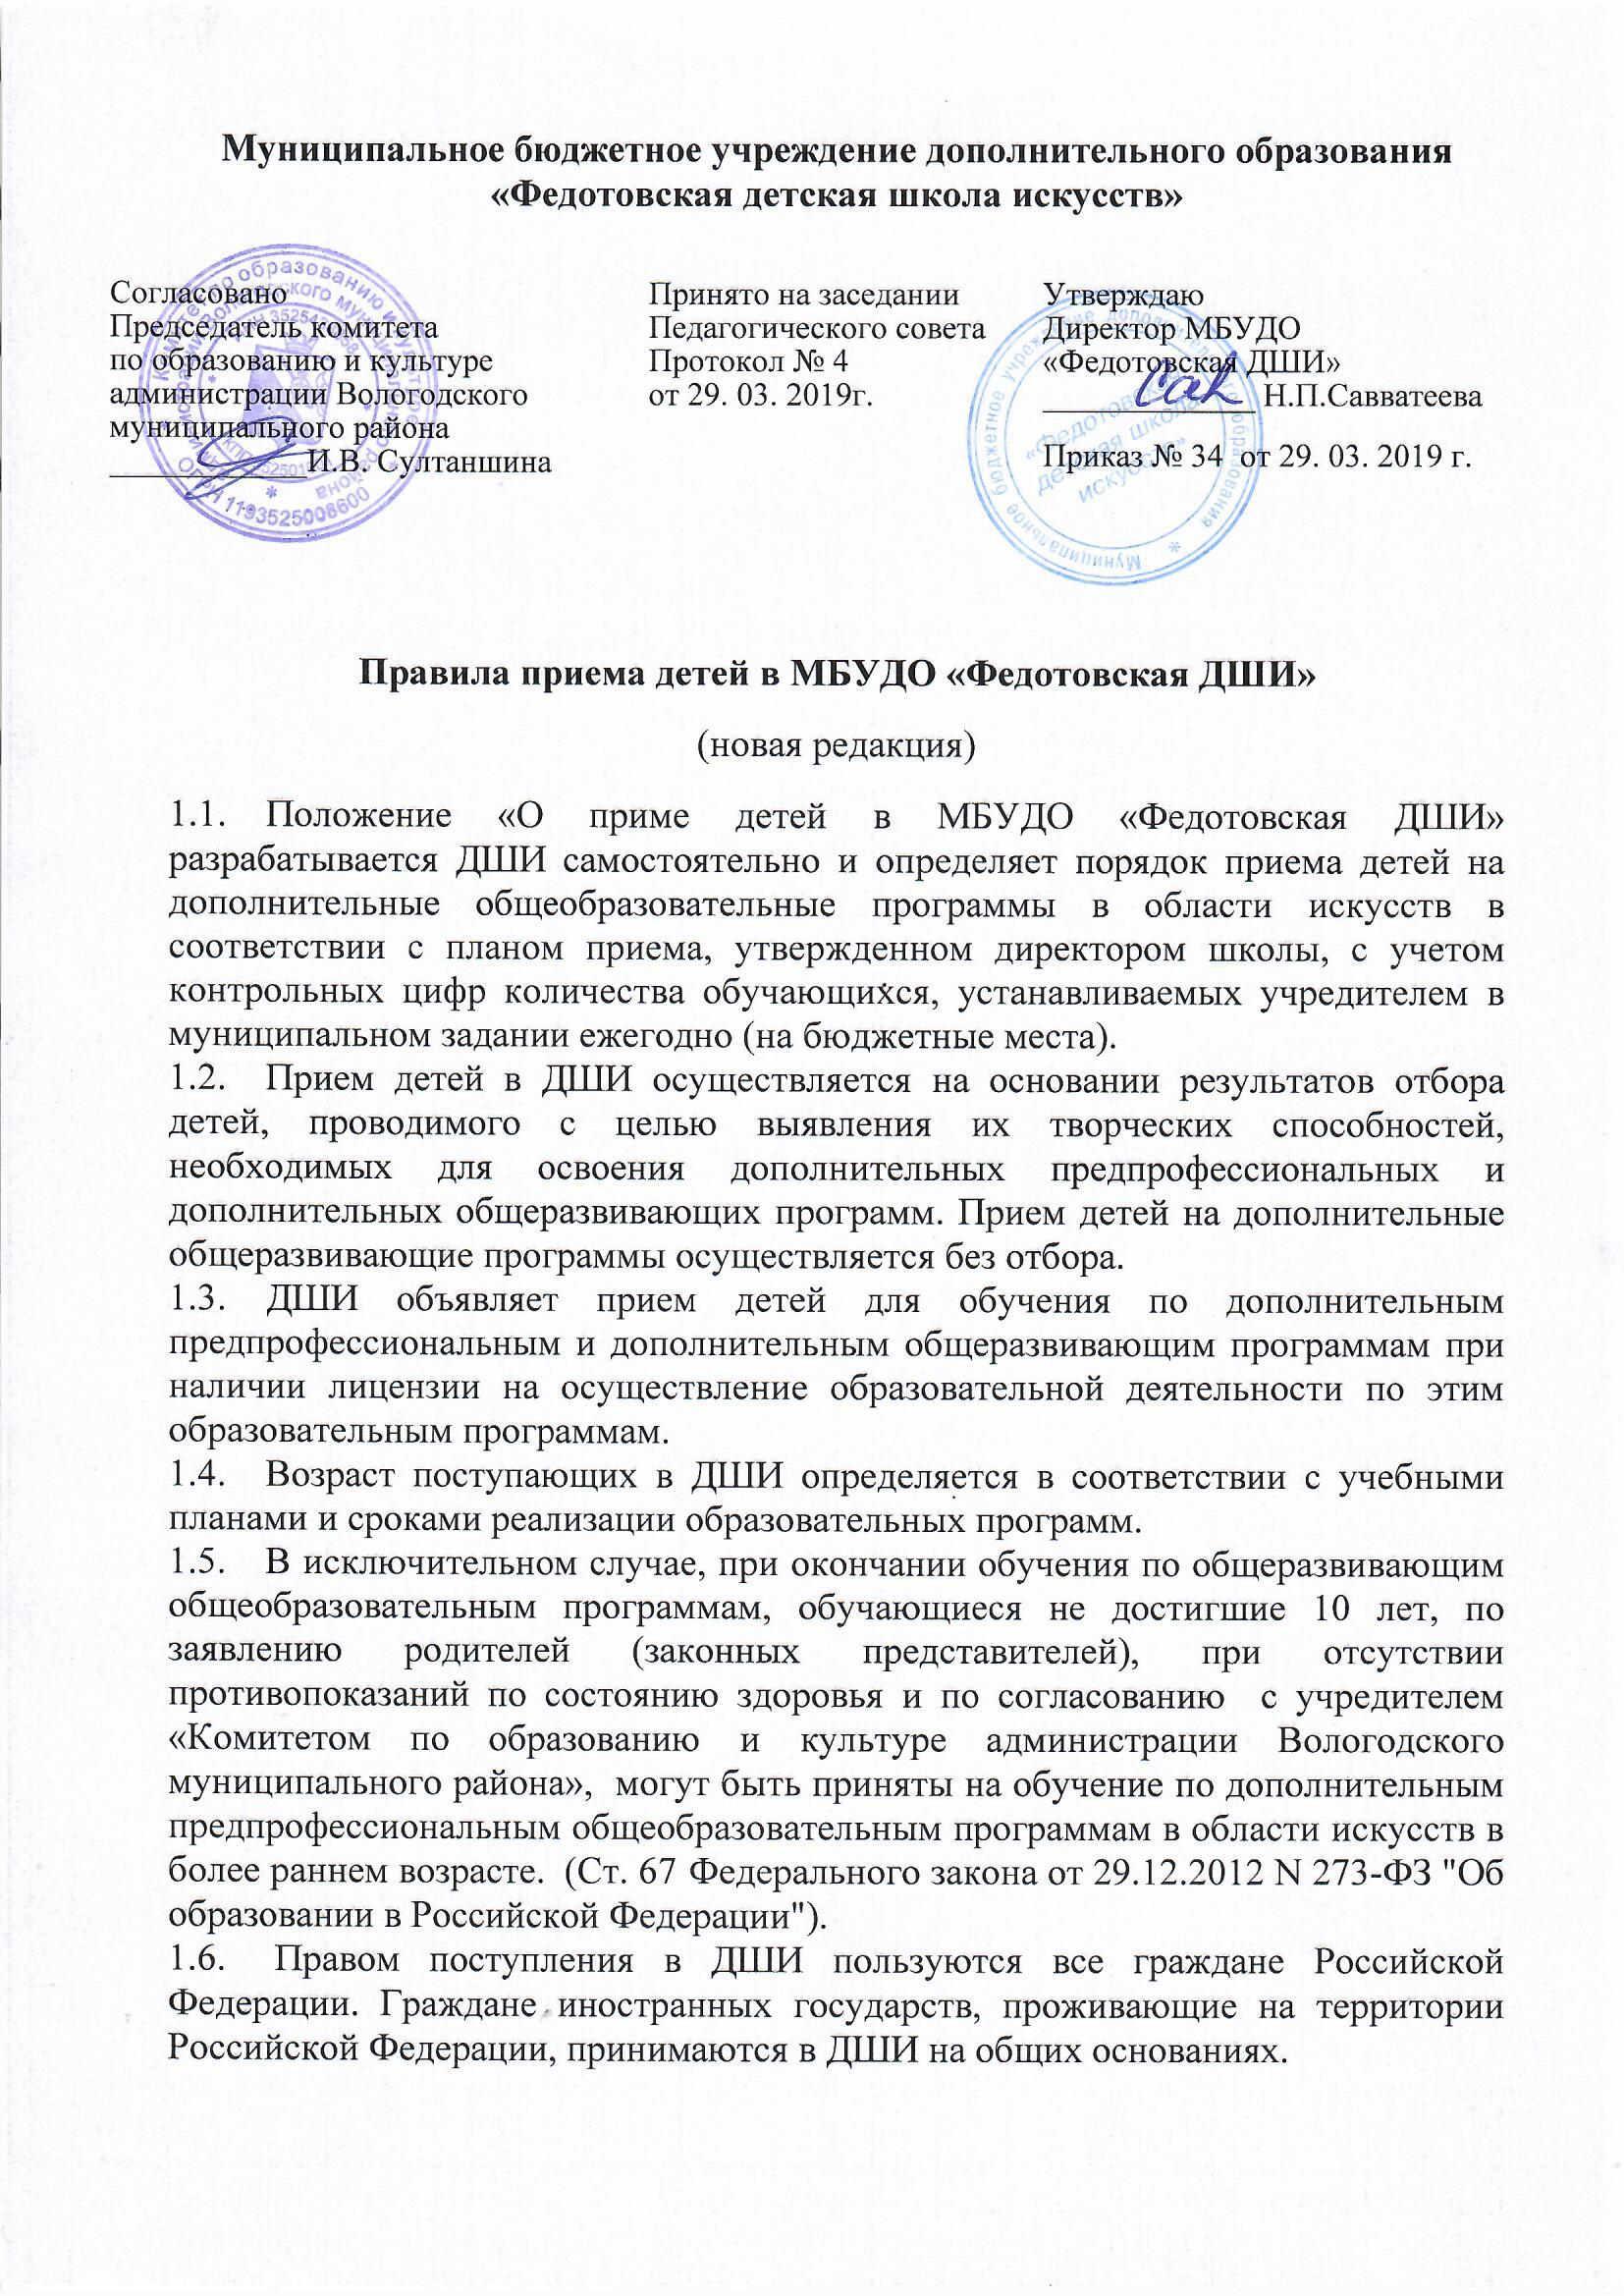 Муниципальное бюджетное учреждение дополнительного образования
«Федотовская детская школа искусств»
Согласовано
Председатель комитета
по образованию и культуре
администрации Вологодского
муниципального района
____________И.В. Султаншина
ОГРН 1193525008600
Принято на заседании
Педагогического совета
Протокол № 4
от 29. 03. 2019г.
Утверждаю
Директор МБУДО
«Федотовская ДШИ»
_____________Н.П.Савватеева
Приказ № 34 от 29. 03. 2019 г.
детская школа
искусств»
Правила приема детей в МБУДО «Федотовская ДШИ»
(новая редакция)
1.1. Положение «О приме детей в МБУДО «Федотовская ДШИ»
разрабатывается ДШИ самостоятельно и определяет порядок приема детей на
дополнительные общеобразовательные программы в области искусств в
соответствии с планом приема, утвержденном директором школы, с учетом
контрольных цифр количества обучающихся, устанавливаемых учредителем в
муниципальном задании ежегодно (на бюджетные места).
1.2. Прием детей в ДШИ осуществляется на основании результатов отбора
детей, проводимого с целью выявления их творческих способностей,
необходимых для освоения дополнительных предпрофессиональных и
дополнительных общеразвивающих программ. Прием детей на дополнительные
общеразвивающие программы осуществляется без отбора.
1.3. ДШИ объявляет прием детей для обучения по дополнительным
предпрофессиональным и дополнительным общеразвивающим программам при
наличии лицензии на осуществление образовательной деятельности по этим
образовательным программам.
1.4. Возраст поступающих в ДШИ определяется в соответствии с учебными
планами и сроками реализации образовательных программ.
1.5. В исключительном случае, при окончании обучения по общеразвивающим
общеобразовательным программам, обучающиеся не достигшие 10 лет, по
заявлению родителей (законных представителей), при отсутствии
противопоказаний по состоянию здоровья и по согласованию с учредителем
«Комитетом по образованию и культуре администрации Вологодского
муниципального района», могут быть приняты на обучение по дополнительным
предпрофессиональным общеобразовательным программам в области искусств в
более раннем возрасте. (Ст. 67 Федерального закона от 29.12.2012 N 273-ФЗ "Об
образовании в Российской Федерации").
1.6. Правом поступления в ДШИ пользуются все граждане Российской
Федерации. Граждане иностранных государств, проживающие на территории
Российской Федерации, принимаются в ДШИ на общих основаниях.